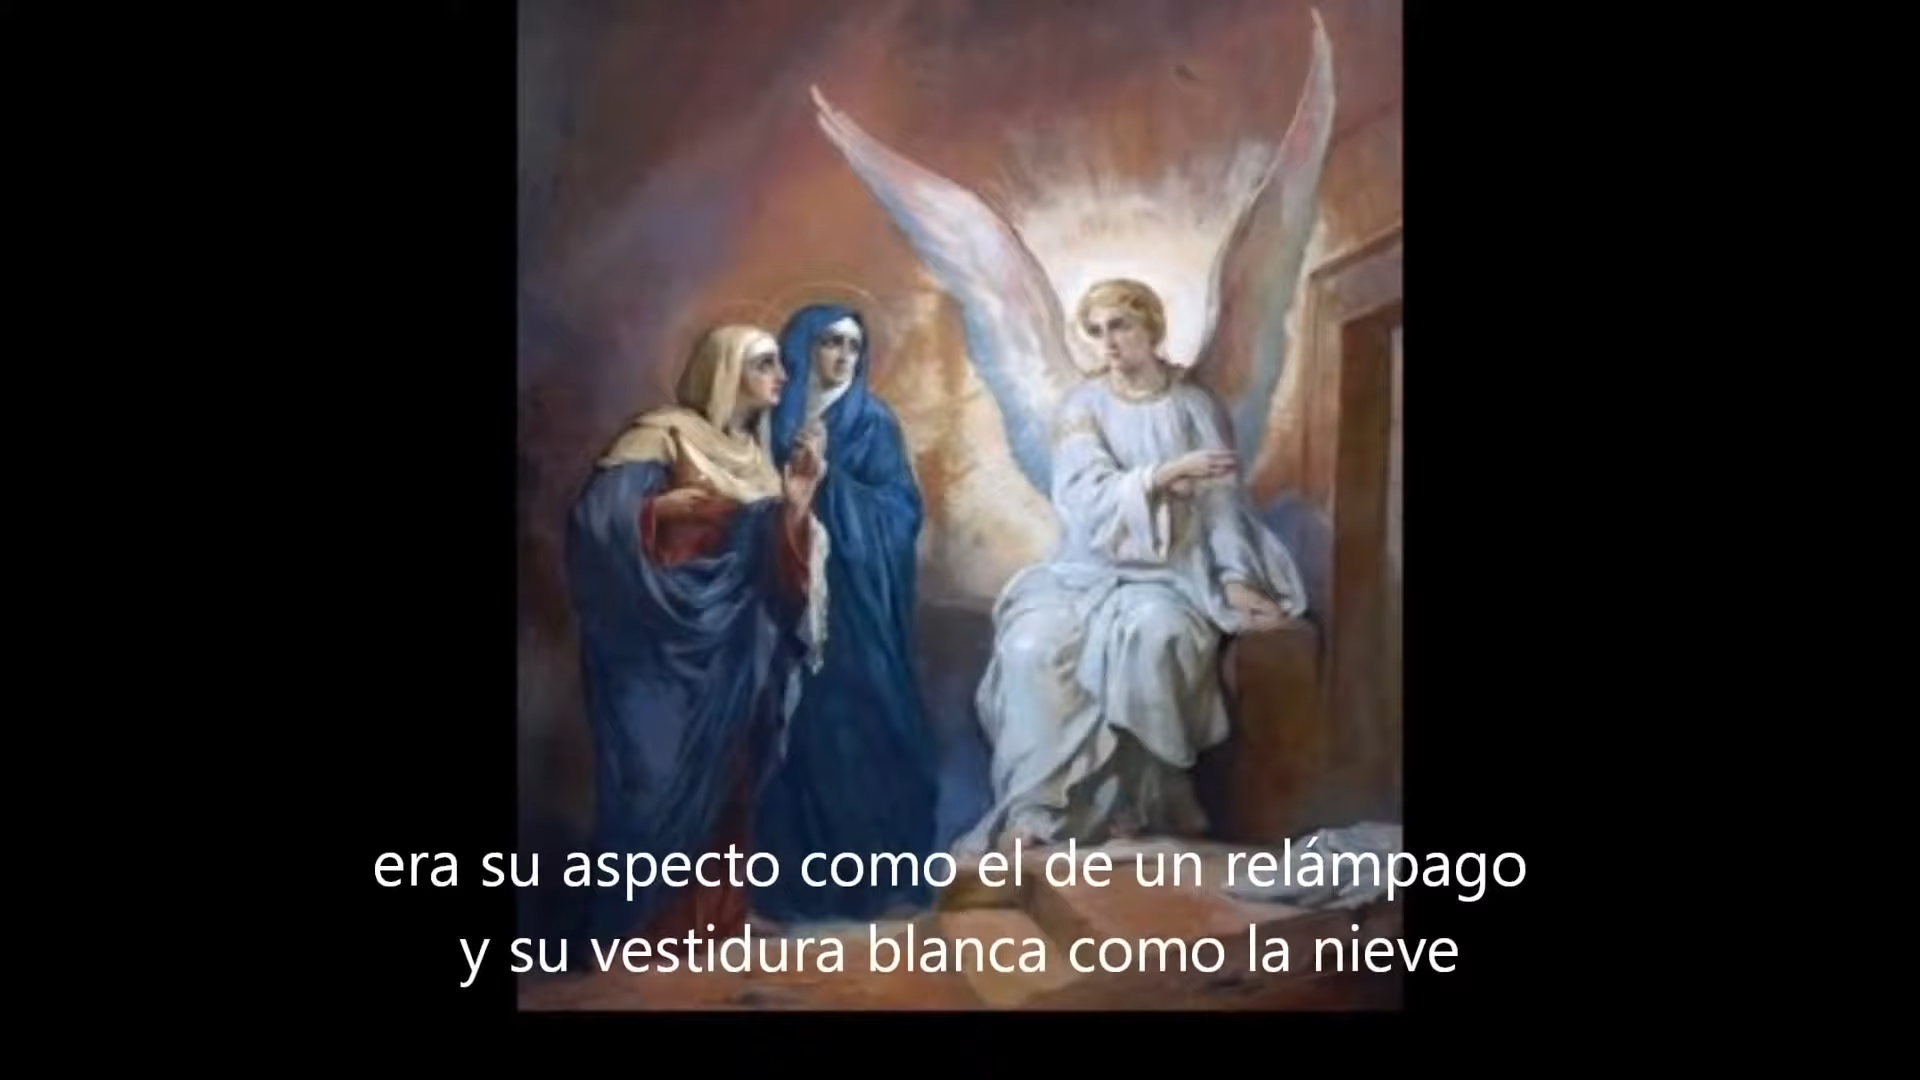 era su aspecto como el de un relámpago
y su vestidura blanca como la nieve